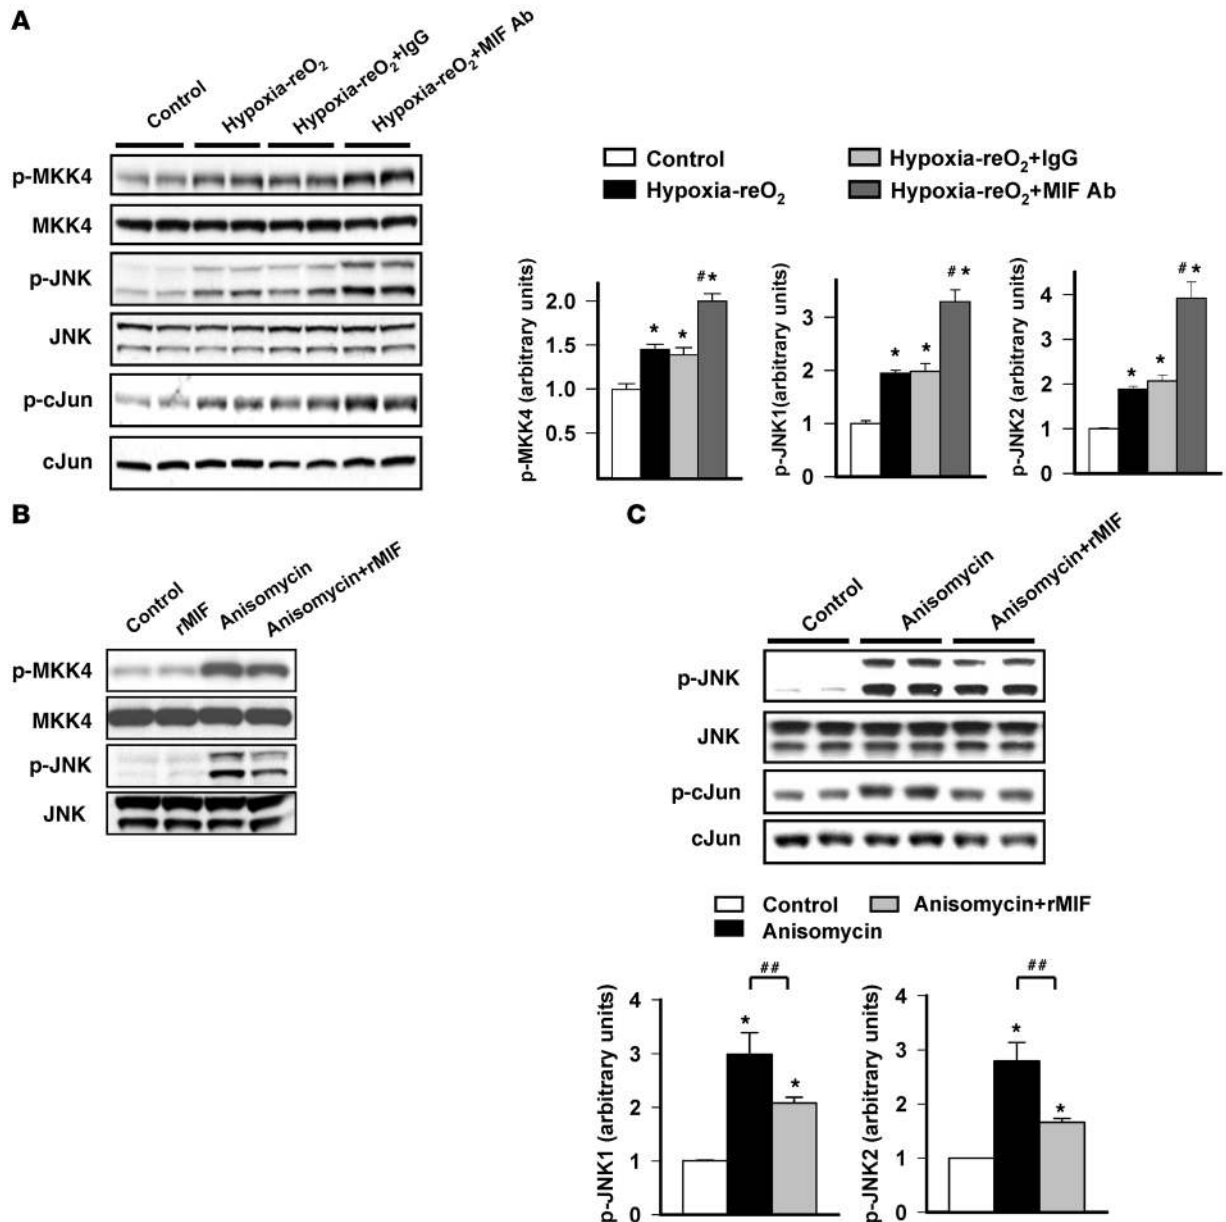 A
Control
Hypoxia-reO2
Hypoxia-reO2+IgG
Hypoxia-reO2+MIF Ab
p-MKK4
MKK4
p-JNK
JNK
p-cJun
cJun
Control
Hypoxia-reO2
Hypoxia-reO2+IgG
Hypoxia-reO2+MIF Ab
p-MKK4 (arbitrary units)
2.0
1.5
1.0
0.5
*
*
# *
p-JNK1(arbitrary units)
3
2
1
0
*
*
# *
p-JNK2 (arbitrary units)
4
3
2
1
0
*
*
# *
B
Control
rMIF
Anisomycin
Anisomycin+rMIF
p-MKK4
MKK4
p-JNK
JNK
C
Control
Anisomycin
Anisomycin+rMIF
p-JNK
JNK
p-cJun
cJun
Control
Anisomycin+rMIF
Anisomycin
p-JNK1 (arbitrary units)
4
3
2
1
0
##
*
*
p-JNK2 (arbitrary units)
4
3
2
1
0
##
*
*